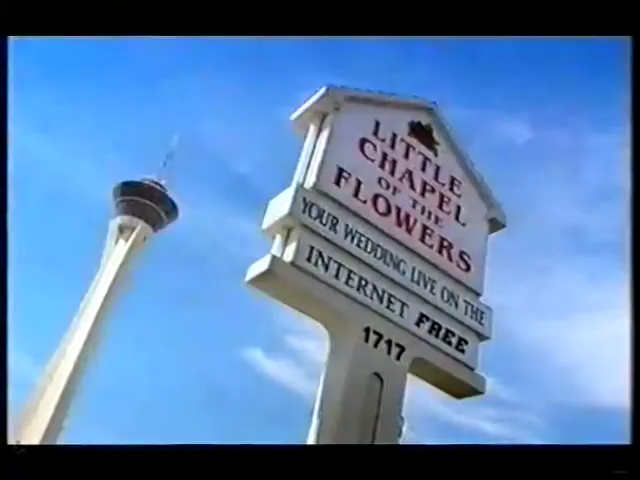 LITTLE
CHAPEL
OF THE
FLOWERS
YOUR WEDDING LIVE ON THE
INTERNET FREE
1717